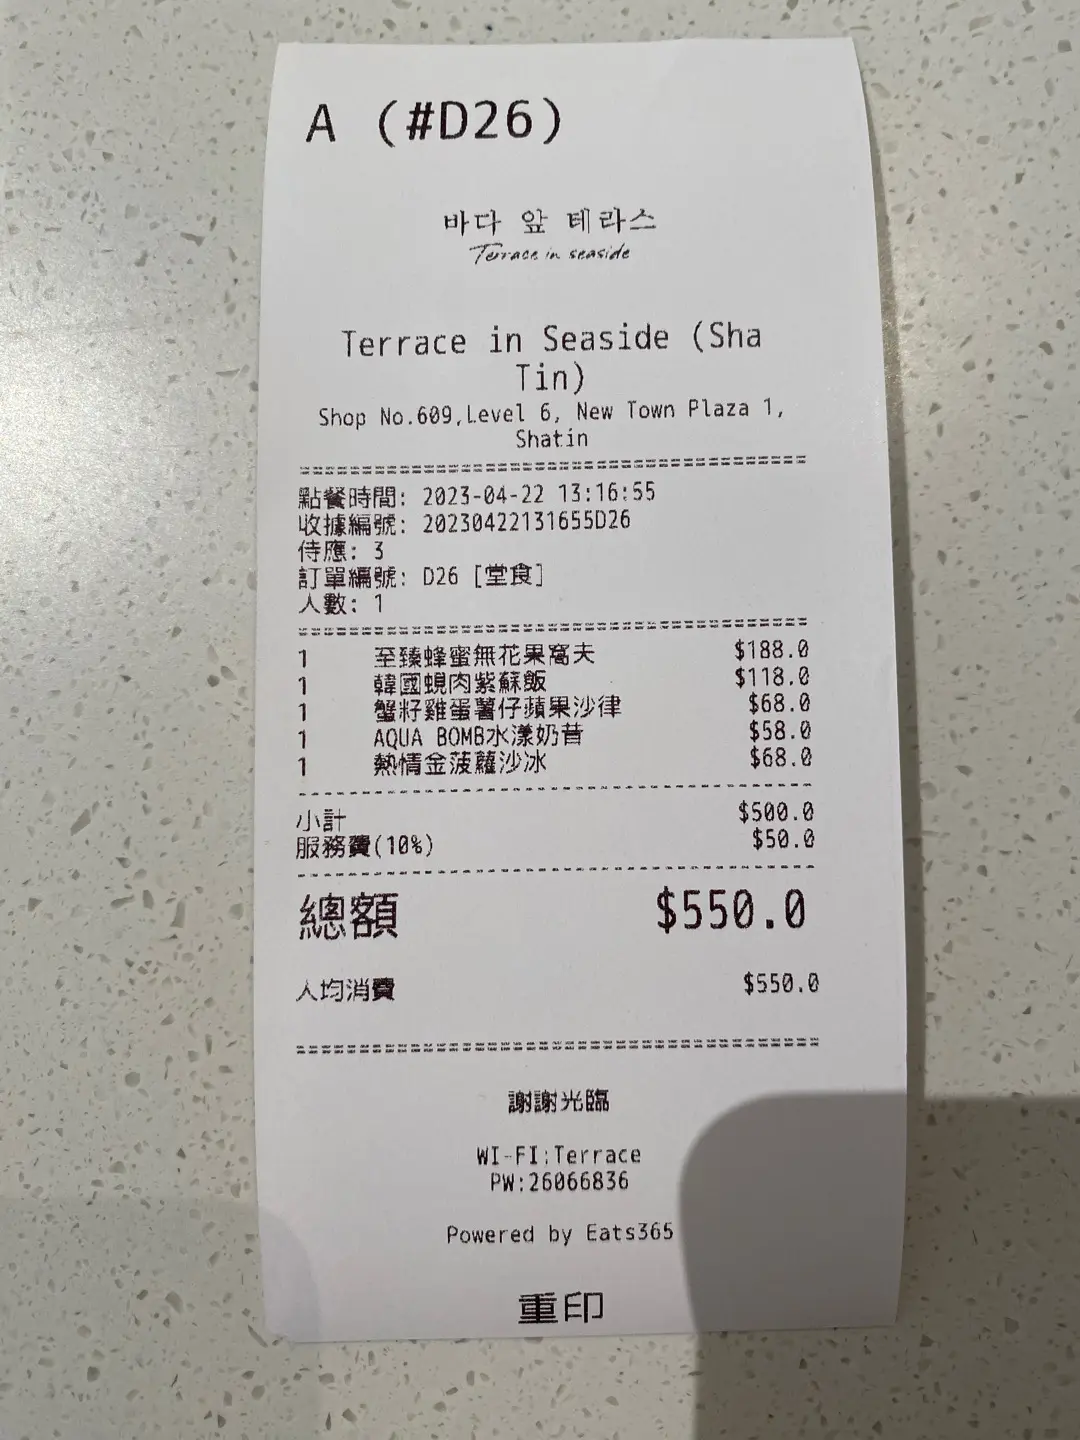 A (#D26)
바다 앞 테라스
Terrace in seaside
Terrace in Seaside (Sha
Tin)
Shop No.609,Level 6, New Town Plaza 1,
Shatin
點餐時間: 2023-04-22 13:16:55
收據編號: 20230422131655D26
侍應: 3
訂單編號: D26 [堂食]
人數: 1
1 至臻蜂蜜無花果窩夫 $188.0
1 韓國蜆肉紫蘇飯 $118.0
1 蟹籽雞蛋薯仔蘋果沙律 $68.0
1 AQUA BOMB水漾奶昔 $58.0
1 熱情金菠蘿沙冰 $68.0
小計 $500.0
服務費(10%) $50.0
總額 $550.0
人均消費 $550.0
謝謝光臨
WI-FI:Terrace
PW:26066836
Powered by Eats365
重印